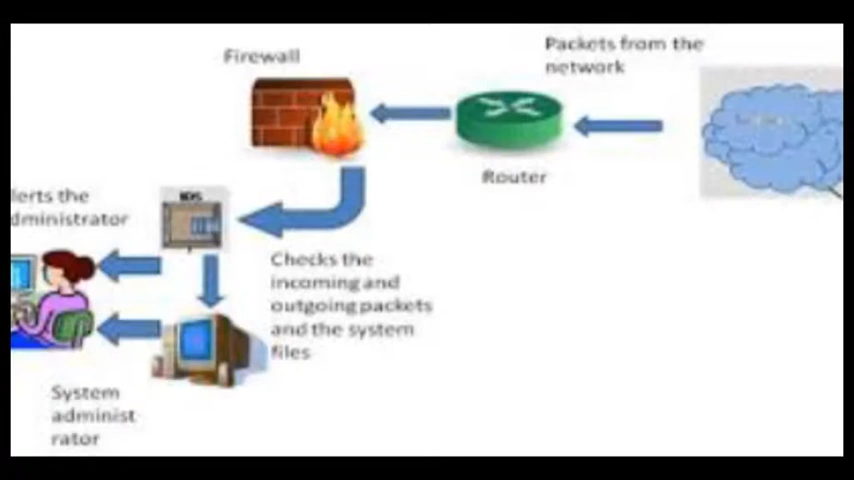 Firewall
Packets from the
network
Router
lerts the
dministrator
IDS
Checks the
incoming and
outgoing packets
and the system
files
System
administ
rator